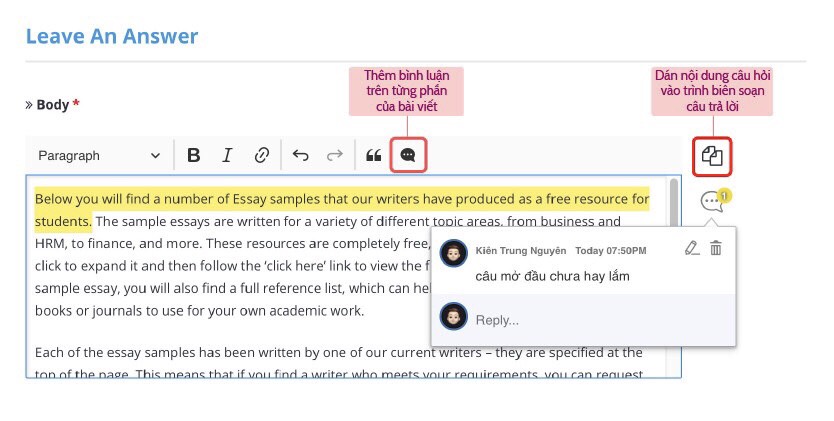 Leave An Answer
Thêm bình luận
trên từng phần
của bài viết
Dán nội dung câu hỏi
vào trình biên soạn
câu trả lời
» Body *
Paragraph
B I
Below you will find a number of Essay samples that our writers have produced as a free resource for
students. The sample essays are written for a variety of different topic areas, from business and
HRM, to finance, and more. These resources are completely free,
click to expand it and then follow the ‘click here’ link to view the f
sample essay, you will also find a full reference list, which can hel
books or journals to use for your own academic work.
Each of the essay samples has been written by one of our current writers – they are specified at the
top of the page. This means that if you find a writer who meets your requirements, you can request
1
Kiên Trung Nguyên Today 07:50PM
câu mở đầu chưa hay lắm
Reply...